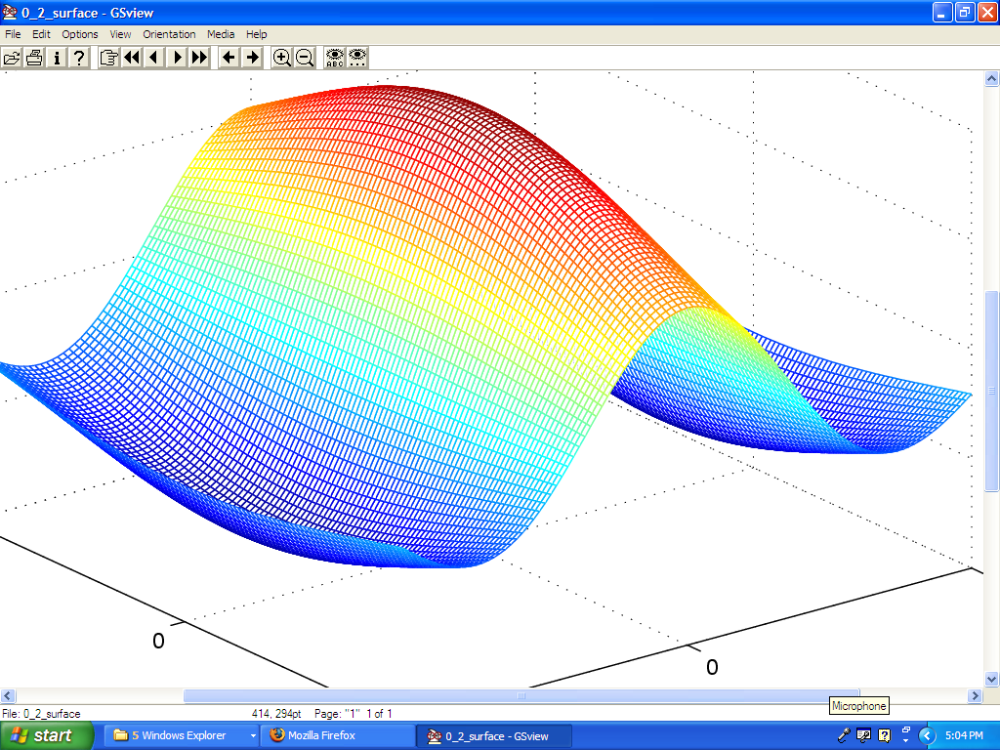 0_2_surface - GSview
File Edit Options View Orientation Media Help
i ?
ABC
0
0
Microphone
File: 0_2_surface 414, 294pt Page: "1" 1 of 1
start 5 Windows Explorer Mozilla Firefox 0_2_surface - GSview ? 5:04 PM